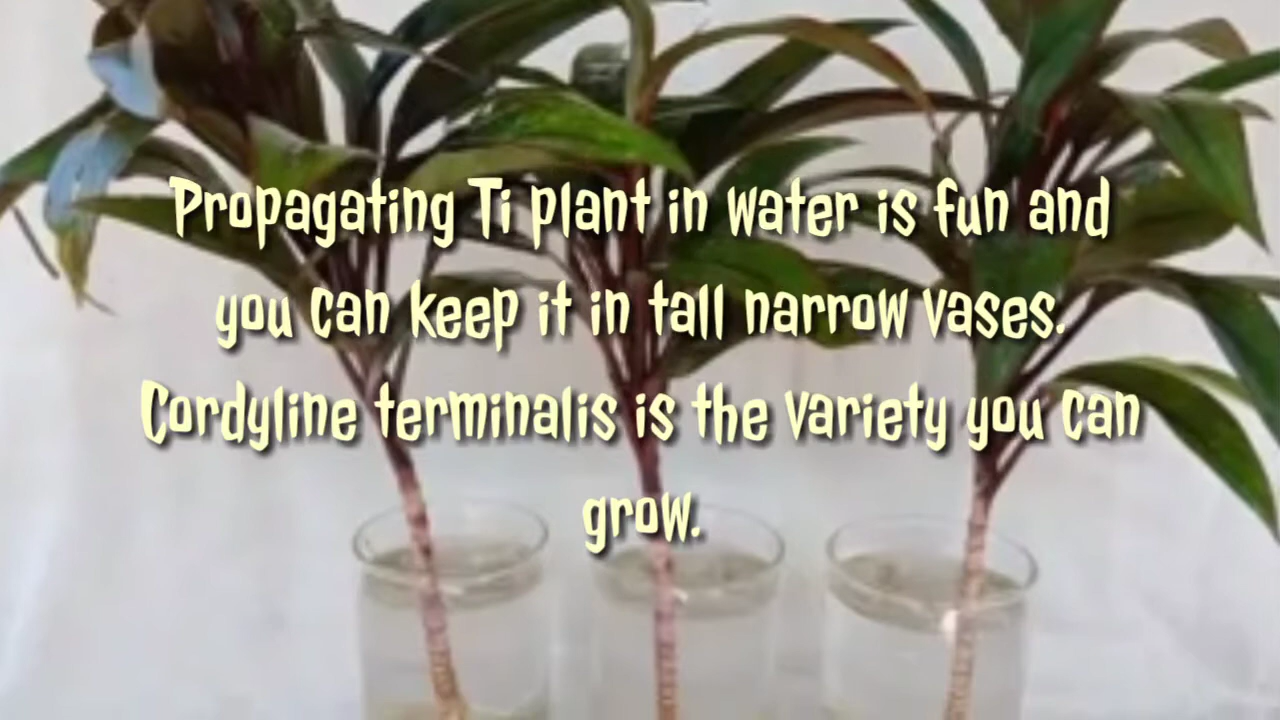 Propagating Ti plant in water is fun and
you can keep it in tall narrow vases.
Cordyline terminalis is the variety you can
grow.